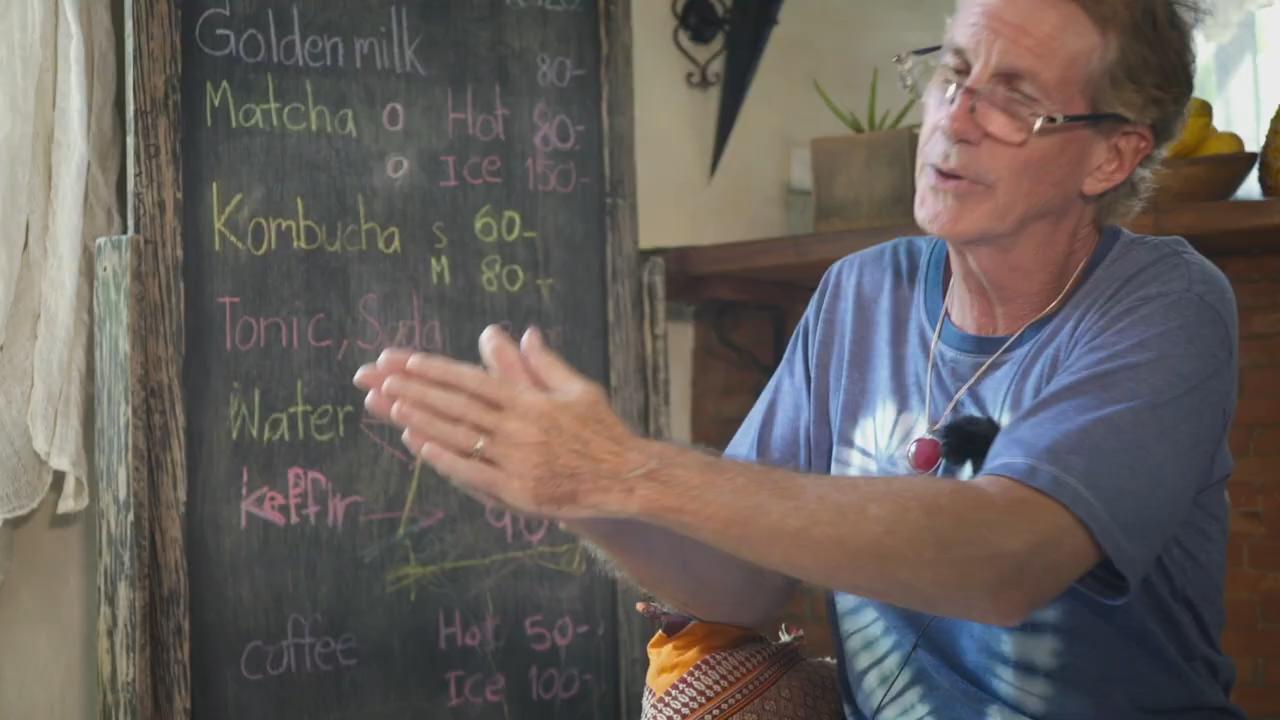 Golden milk 80-
Matcha o Hot 80-
o Ice 150-
Kombucha S 60-
M 80-
Tonic, Soda
Water
keffir 90
coffee Hot 50-
Ice 100-